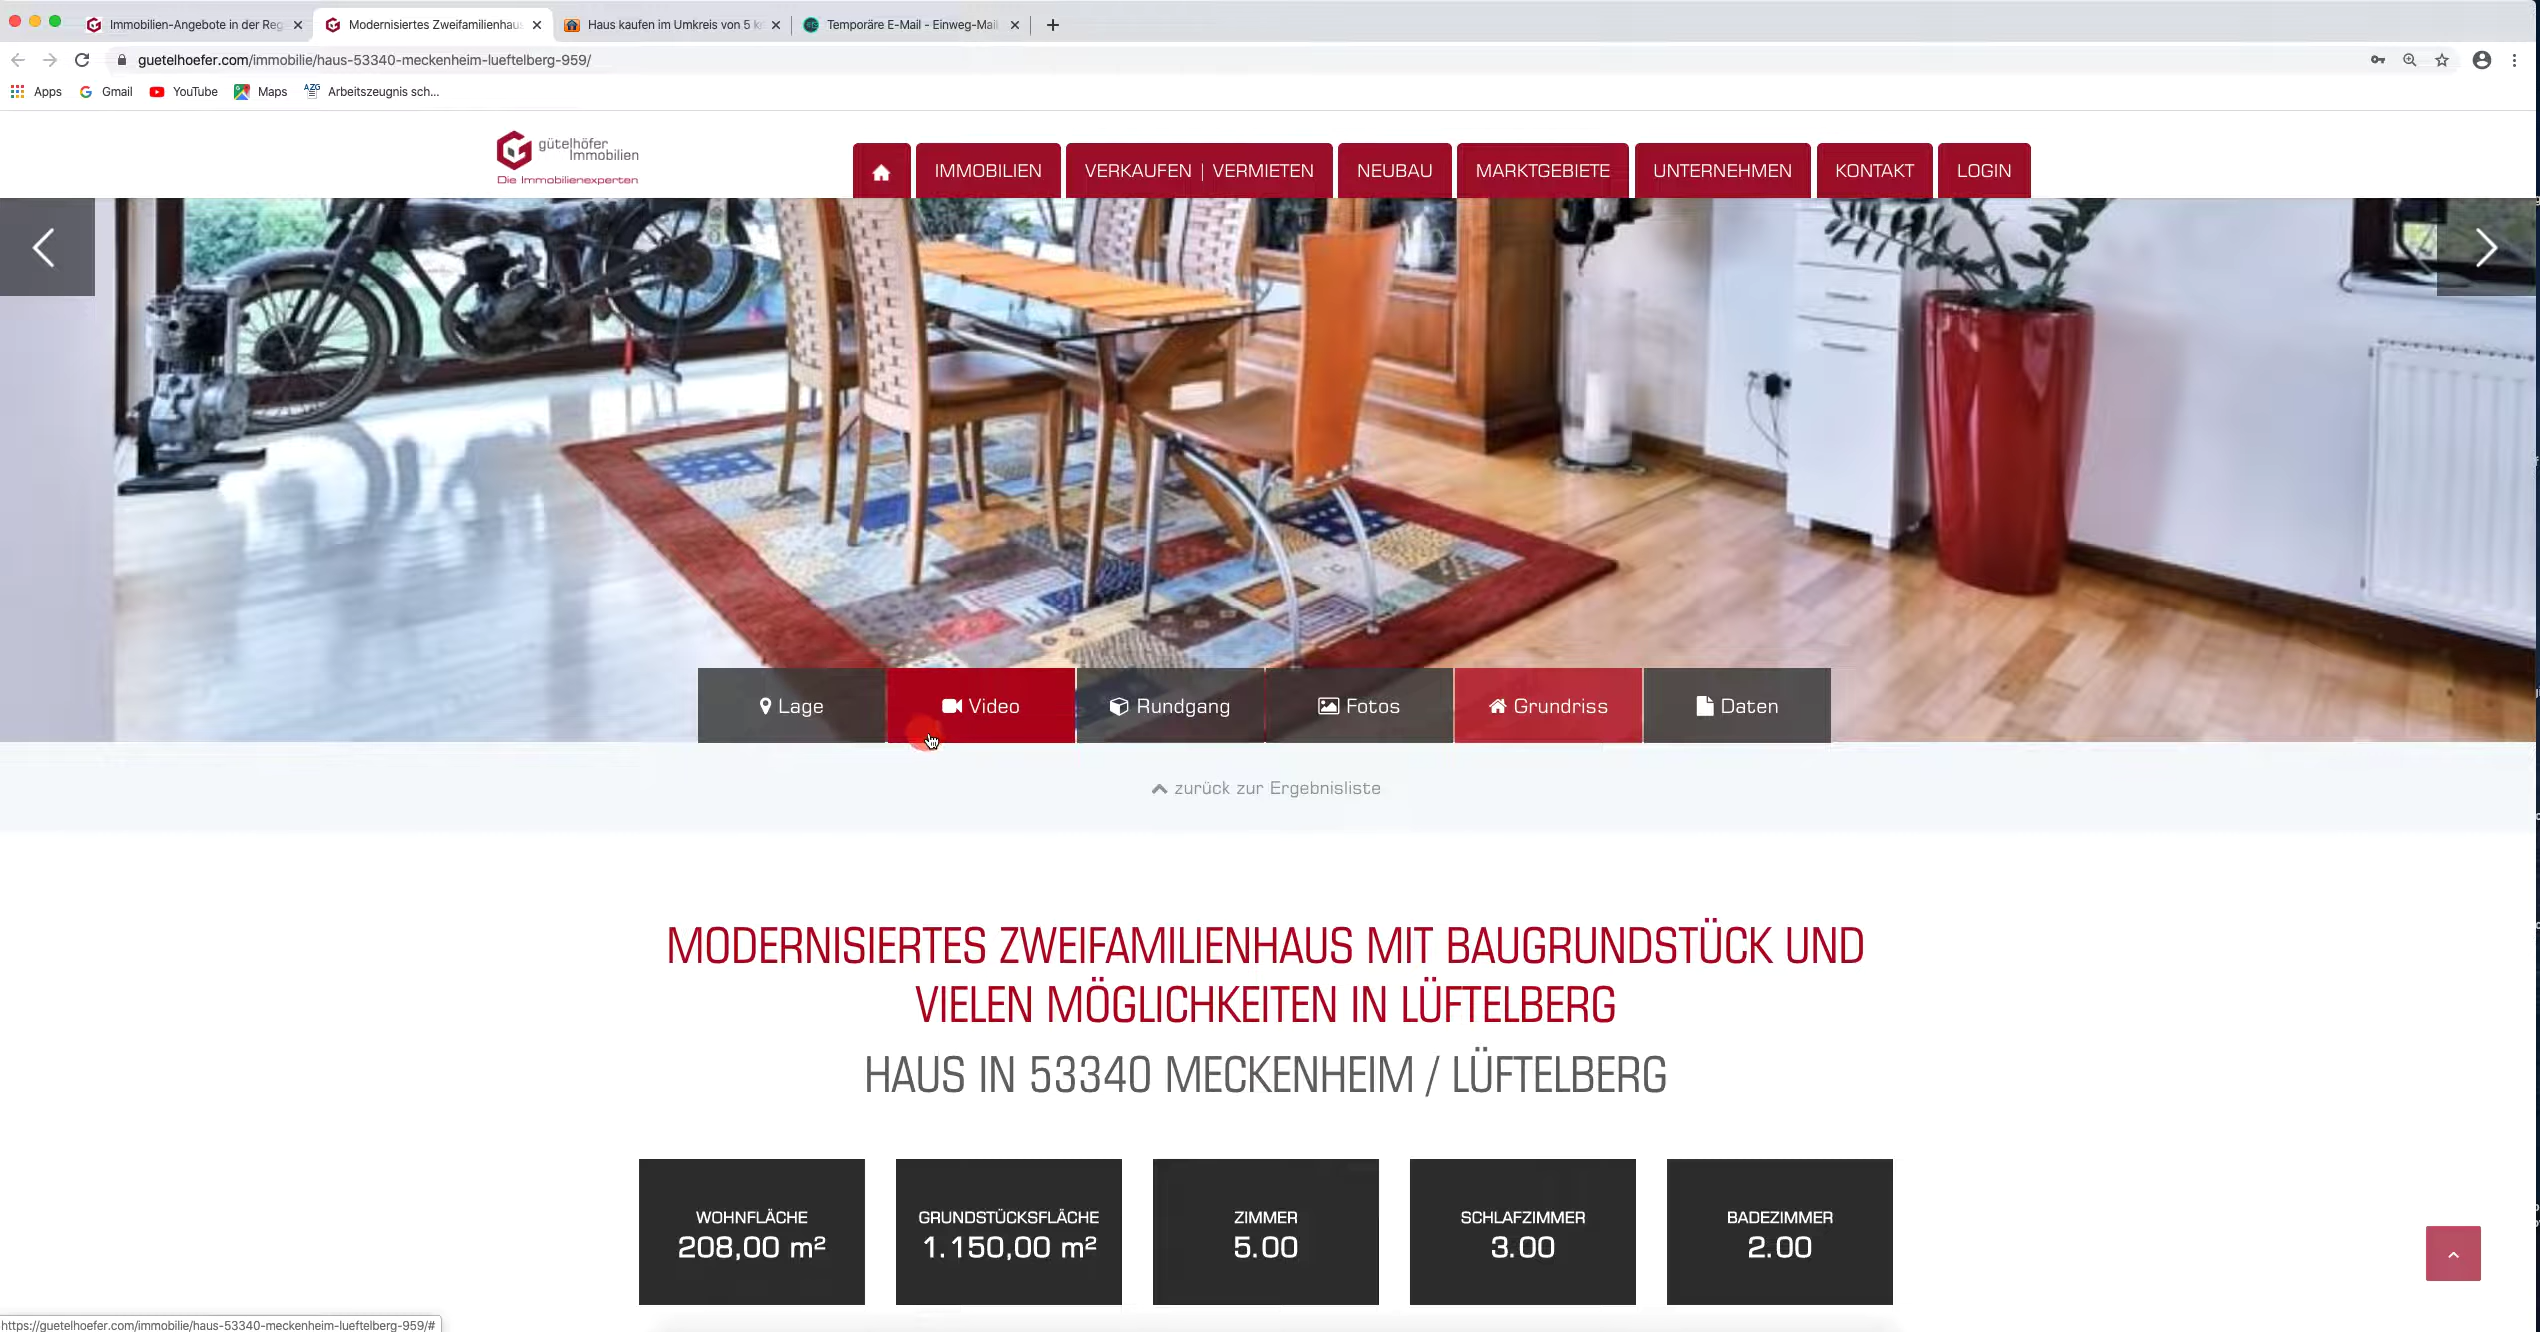 Immobilien-Angebote in der Reg
Modernisiertes Zweifamilienhau
Haus kaufen im Umkreis von 5 k
Temporäre E-Mail - Einweg-Mail
guetelhoefer.com/immobilie/haus-53340-meckenheim-lueftelberg-959/
Apps
Gmail
YouTube
Maps
AZG Arbeitszeugnis sch...
gütelhöfer
Immobilien
Die Immobilienexperten
IMMOBILIEN
VERKAUFEN | VERMIETEN
NEUBAU
MARKTGEBIETE
UNTERNEHMEN
KONTAKT
LOGIN
Lage
Video
Rundgang
Fotos
Grundriss
Daten
zurück zur Ergebnisliste
MODERNISIERTES ZWEIFAMILIENHAUS MIT BAUGRUNDSTÜCK UND
VIELEN MÖGLICHKEITEN IN LÜFTELBERG
HAUS IN 53340 MECKENHEIM / LÜFTELBERG
WOHNFLÄCHE
208,00 m²
GRUNDSTÜCKSFLÄCHE
1.150,00 m²
ZIMMER
5.00
SCHLAFZIMMER
3.00
BADEZIMMER
2.00
https://guetelhoefer.com/immobilie/haus-53340-meckenheim-lueftelberg-959/#